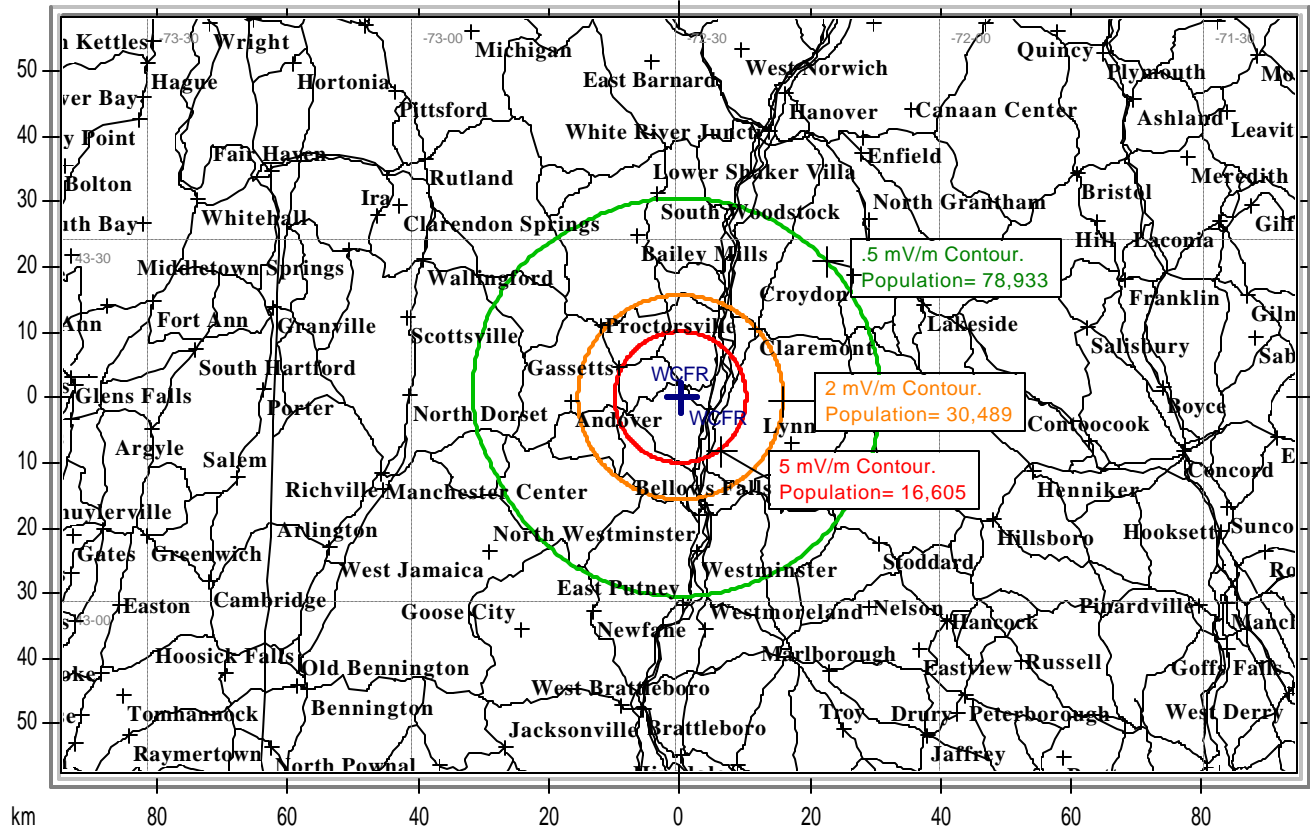 -73-30
-73-00
-72-30
-72-00
-71-30
Kettles
Wright
Michigan
Quincy
50
Hague
Hortonia
East Barnard
West Norwich
Plymouth
Mo
ver Bay
Pittsford
Hanover
Canaan Center
Ashland
Leavit
40
y Point
White River Junct
Fair Haven
Enfield
Bolton
Rutland
Lower Shaker Villa
Meredith
30
Ira
Bristol
uth Bay
Whitehall
Clarendon Springs
South Woodstock
North Grantham
Giff
Hill
Laconia
43-30
Bailey Mills
.5 mV/m Contour.
Population= 78,933
20
Middletown Springs
Wallingford
Croydon
Franklin
Ann
Fort Ann
Granville
Proctorsville
Lakeside
Giln
10
Scottsville
Claremont
Salisbury
Sab
South Hartford
Gassetts
WCFR
0
Glens Falls
Porter
North Dorset
Andover
WCFR
2 mV/m Contour.
Population= 30,489
Boyce
Lynn
Contoocook
Argyle
Salem
5 mV/m Contour.
Population= 16,605
Concord
E
10
Richville
Manchester Center
Bellows Falls
Henniker
huylerville
20
Arlington
North Westminster
Hillsboro
Hooksett
Sunco
Gates
Greenwich
West Jamaica
Westminster
Stoddard
Ro
30
Easton
Cambridge
East Putney
Goose City
Westmoreland
Nelson
Pinardville
43-00
Newfane
Hancock
Manch
40
Hoosick Falls
Old Bennington
Marlborough
Eastview
Russell
Goffs Falls
oke
West Brattleboro
50
Tomhannock
Bennington
Jacksonville
Brattleboro
Troy
Drury
Peterborough
West Derry
Raymertown
North Pownal
Jaffrey
km
80
60
40
20
0
20
40
60
80